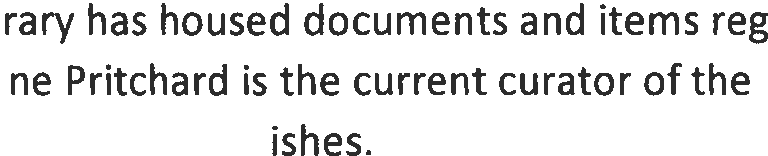 rary has housed documents and items reg
ne Pritchard is the current curator of the
ishes.